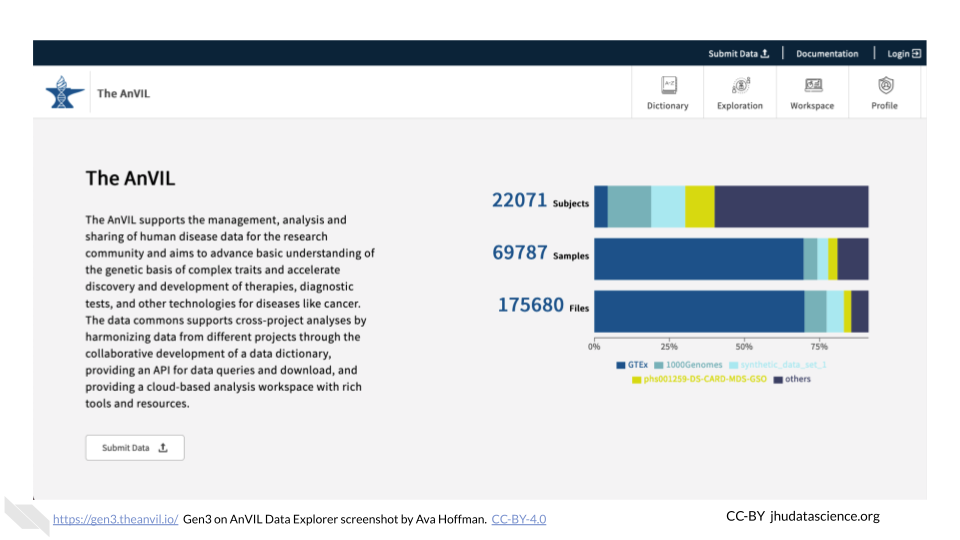 Submit Data | Documentation | Login
The AnVIL
Dictionary Exploration Workspace Profile
The AnVIL
The AnVIL supports the management, analysis and
sharing of human disease data for the research
community and aims to advance basic understanding of
the genetic basis of complex traits and accelerate
discovery and development of therapies, diagnostic
tests, and other technologies for diseases like cancer.
The data commons supports cross-project analyses by
harmonizing data from different projects through the
collaborative development of a data dictionary,
providing an API for data queries and download, and
providing a cloud-based analysis workspace with rich
tools and resources.
Submit Data
22071 Subjects
69787 Samples
175680 Files
0% 25% 50% 75%
GTEx 1000Genomes synthetic_data_set_1
phs001259-DS-CARD-MDS-GSO others
https://gen3.theanvil.io/ Gen3 on AnVIL Data Explorer screenshot by Ava Hoffman. CC-BY-4.0
CC-BY jhudatascience.org